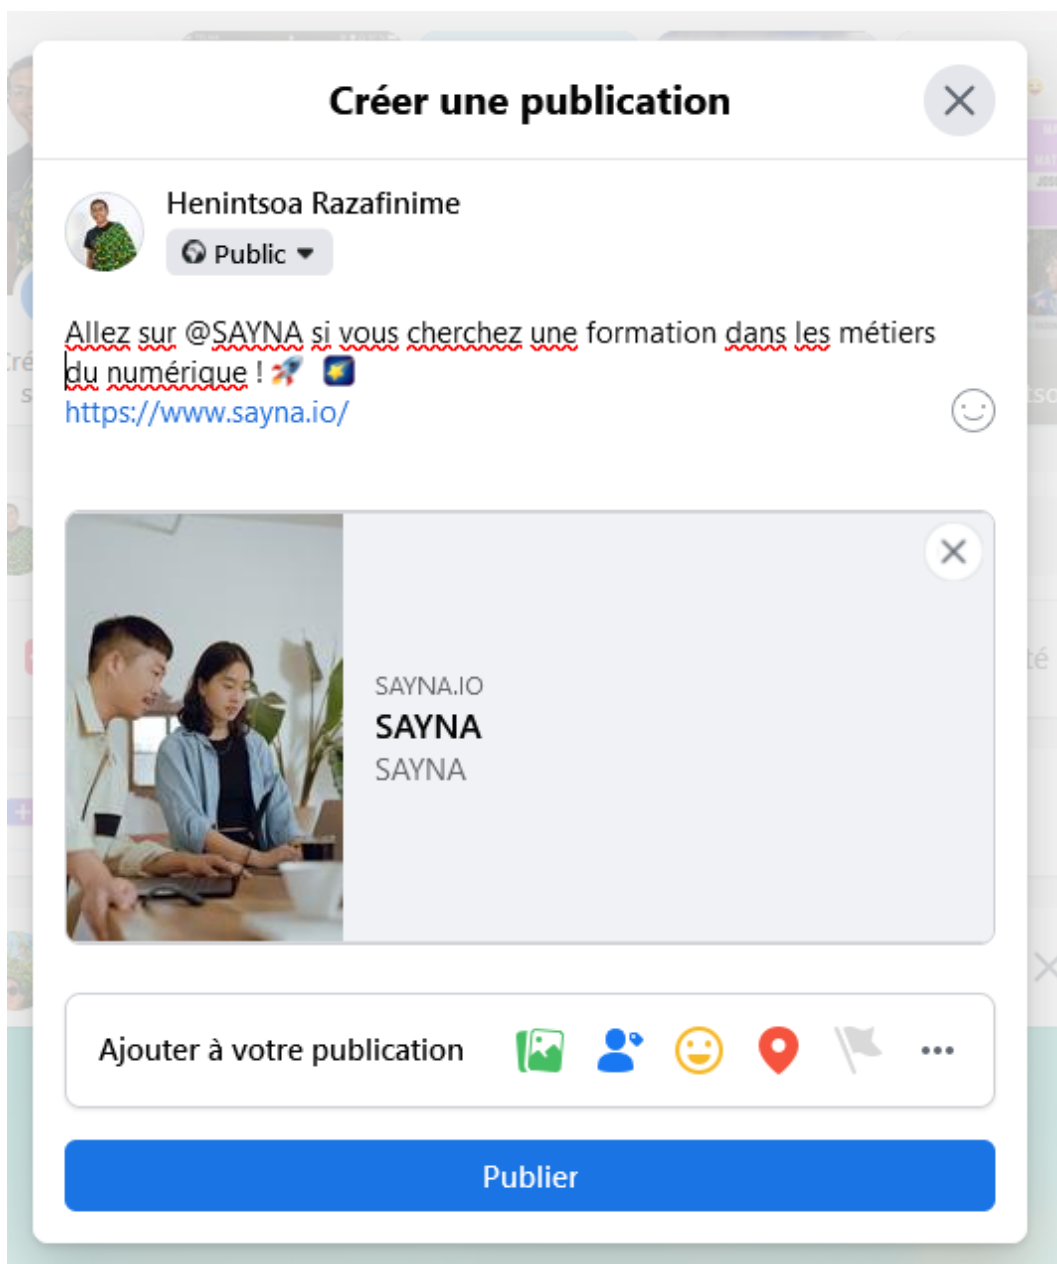 Créer une publication
Henintsoa Razafinime
Public
Allez sur @SAYNA si vous cherchez une formation dans les métiers
du numérique ! 🚀 🌠
https://www.sayna.io/
SAYNA.IO
SAYNA
SAYNA
Ajouter à votre publication
Publier